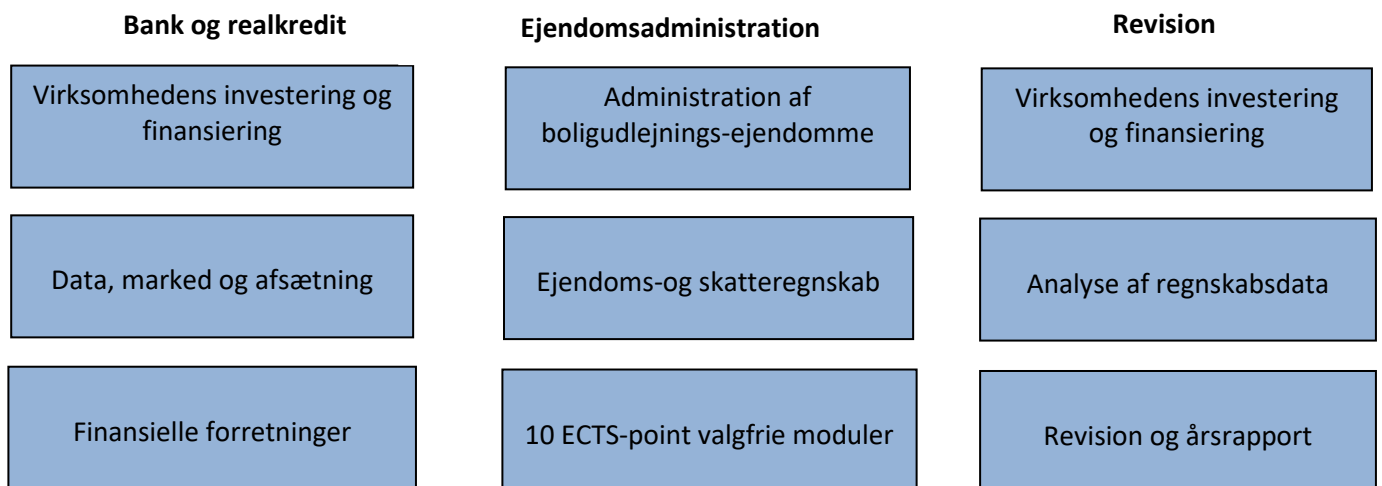 Bank og realkredit
Virksomhedens investering og
finansiering
Data, marked og afsætning
Finansielle forretninger
Ejendomsadministration
Administration af
boligudlejnings-ejendomme
Ejendoms-og skatteregnskab
10 ECTS-point valgfrie moduler
Revision
Virksomhedens investering
og finansiering
Analyse af regnskabsdata
Revision og årsrapport